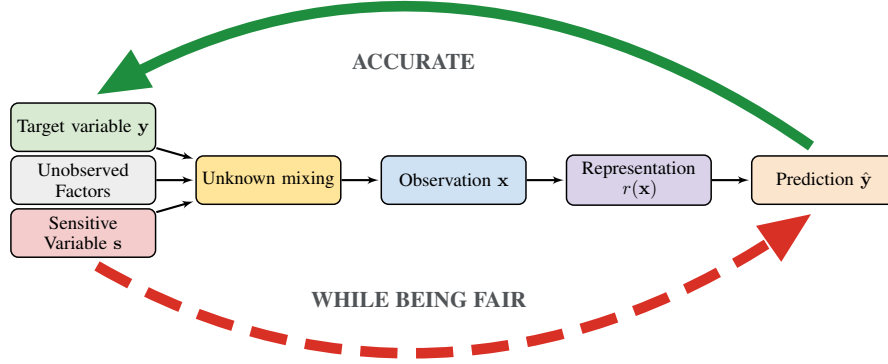 ACCURATE
Target variable y
Unobserved
Factors
Sensitive
Variable s
Unknown mixing
Observation x
Representation
r(x)
Prediction ŷ
WHILE BEING FAIR